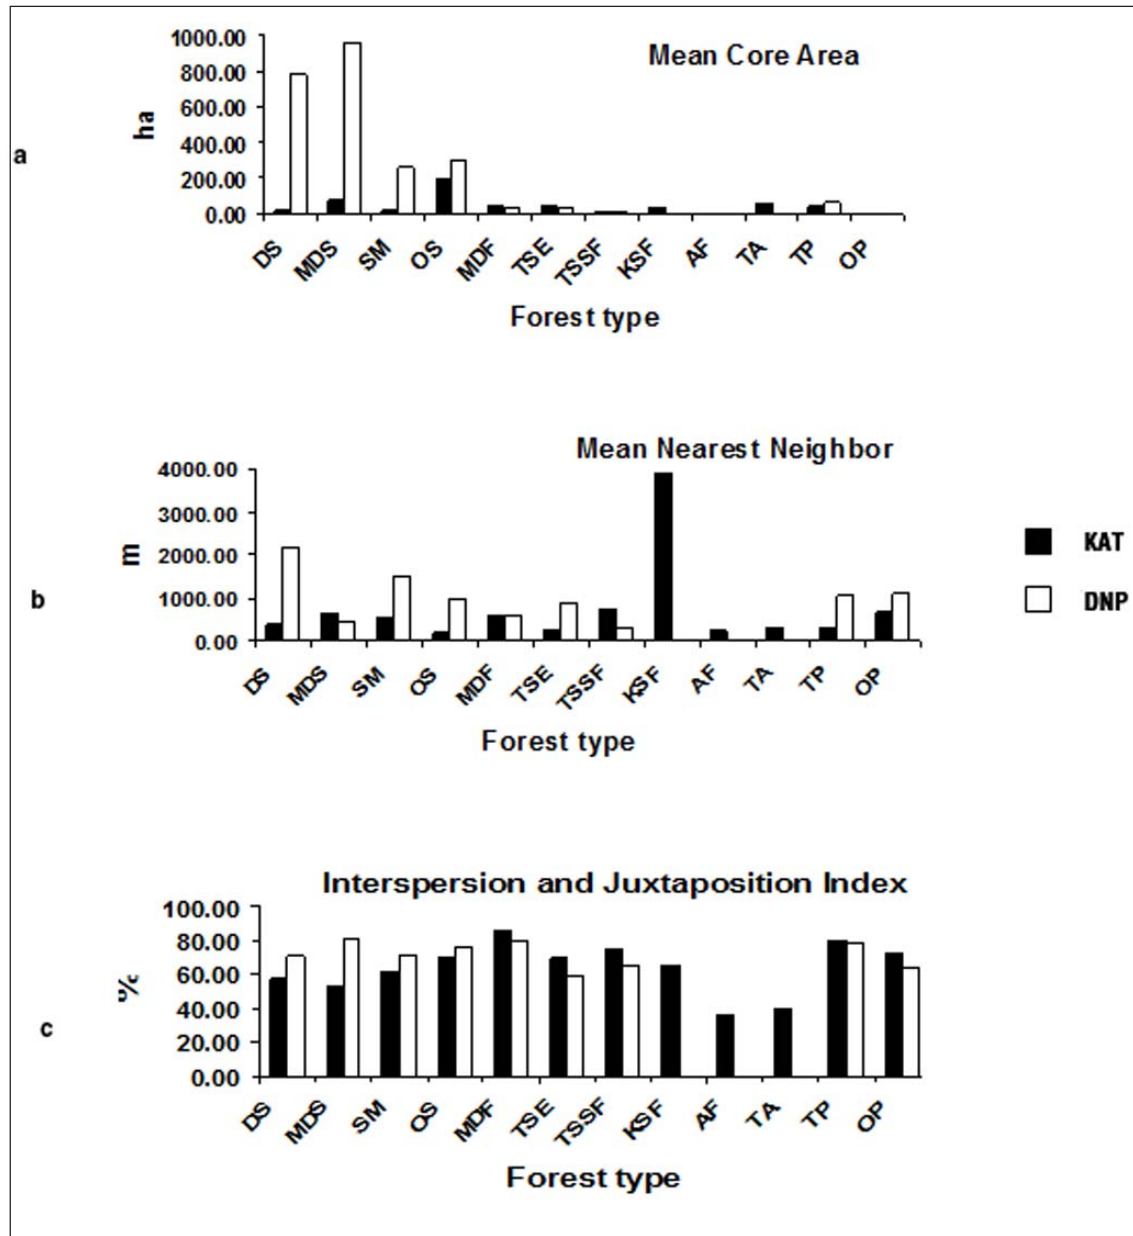 Mean Core Area
1000.00
800.00
600.00
400.00
200.00
0.00
ha
a
DS MDS SM OS MDF TSE TSSF KSF AF TA TP OP
Forest type
Mean Nearest Neighbor
4000.00
3000.00
2000.00
1000.00
0.00
m
b
DS MDS SM OS MDF TSE TSSF KSF AF TA TP OP
Forest type
KAT
DNP
Interspersion and Juxtaposition Index
100.00
80.00
60.00
40.00
20.00
0.00
%
c
DS MDS SM OS MDF TSE TSSF KSF AF TA TP OP
Forest type